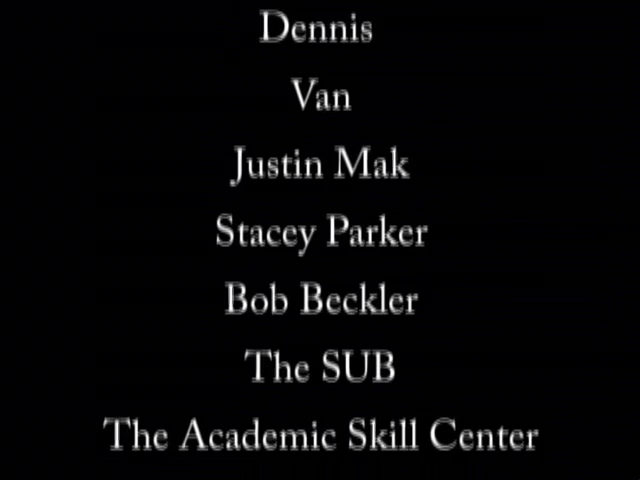 Dennis
Van
Justin Mak
Stacey Parker
Bob Beckler
The SUB
The Academic Skill Center